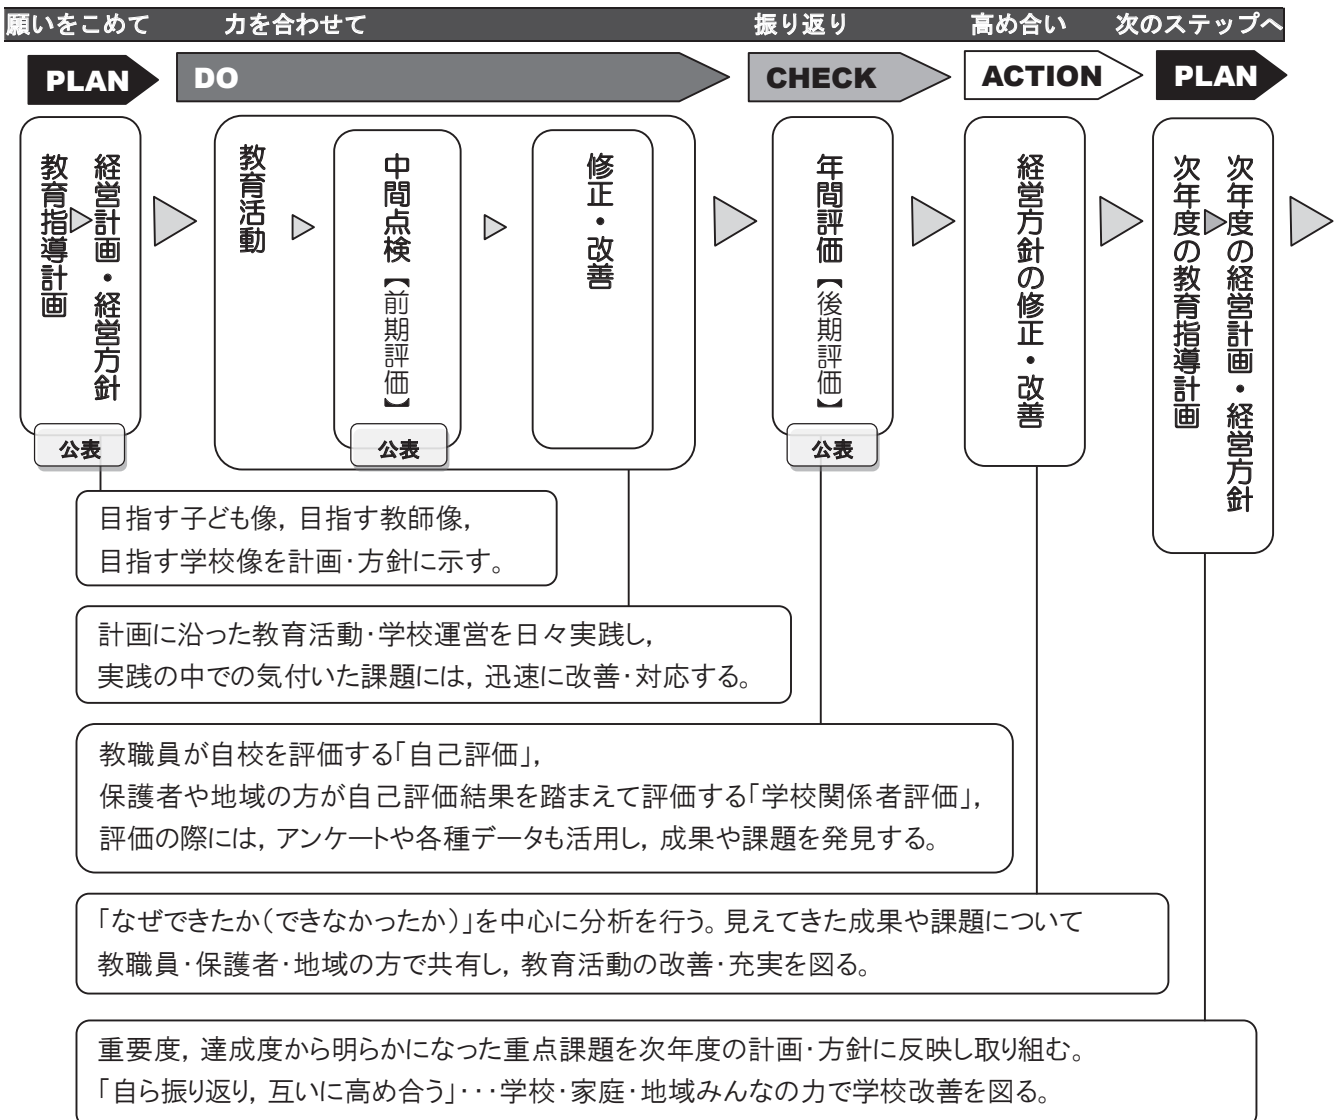 願いをこめて 力を合わせて 振り返り 高め合い 次のステップへ
PLAN DO CHECK ACTION PLAN
経営計画・経営方針
教育指導計画
公表
教育活動
中間点検【前期評価】
公表
修正・改善
年間評価【後期評価】
公表
経営方針の修正・改善
次年度の経営計画・経営方針
次年度の教育指導計画
目指す子ども像，目指す教師像，
目指す学校像を計画・方針に示す。
計画に沿った教育活動・学校運営を日々実践し，
実践の中での気付いた課題には，迅速に改善・対応する。
教職員が自校を評価する「自己評価」，
保護者や地域の方が自己評価結果を踏まえて評価する「学校関係者評価」，
評価の際には，アンケートや各種データも活用し，成果や課題を発見する。
「なぜできたか（できなかったか）」を中心に分析を行う。見えてきた成果や課題について
教職員・保護者・地域の方で共有し，教育活動の改善・充実を図る。
重要度，達成度から明らかになった重点課題を次年度の計画・方針に反映し取り組む。
「自ら振り返り，互いに高め合う」・・・学校・家庭・地域みんなの力で学校改善を図る。